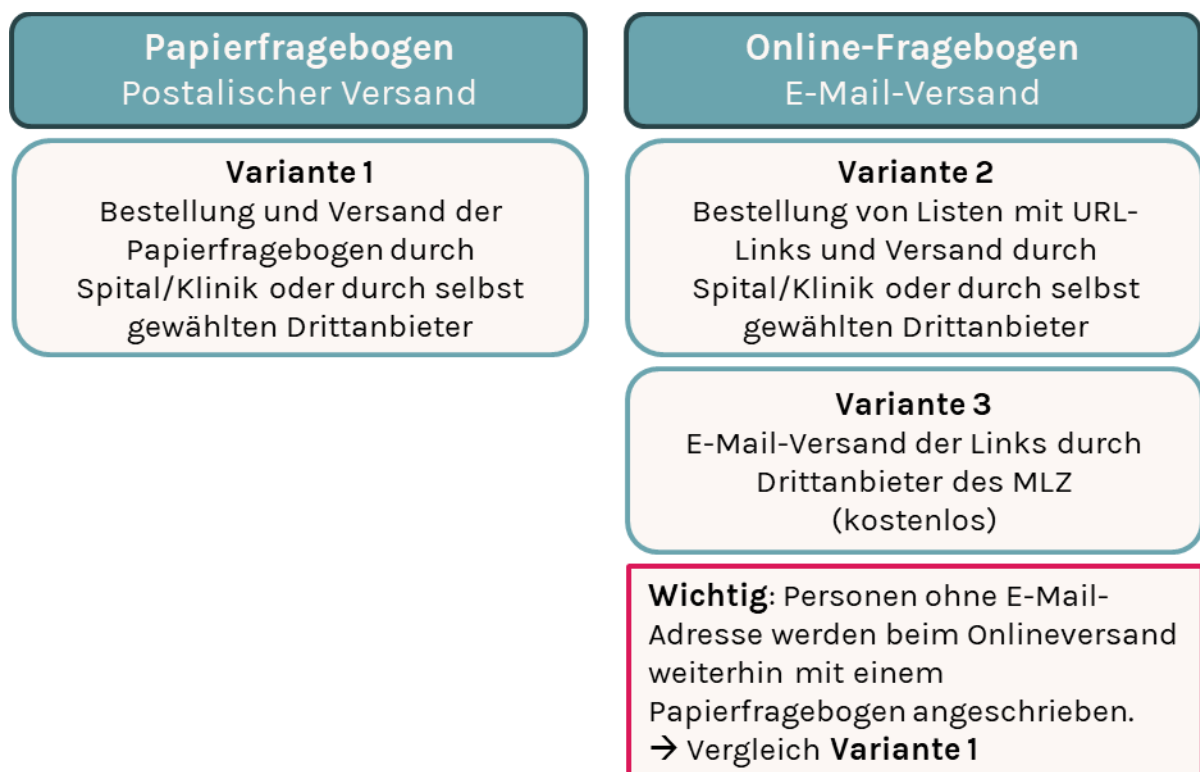 Papierfragebogen
Postalischer Versand
Variante 1
Bestellung und Versand der
Papierfragebogen durch
Spital/Klinik oder durch selbst
gewählten Drittanbieter
Online-Fragebogen
E-Mail-Versand
Variante 2
Bestellung von Listen mit URL-
Links und Versand durch
Spital/Klinik oder durch selbst
gewählten Drittanbieter
Variante 3
E-Mail-Versand der Links durch
Drittanbieter des MLZ
(kostenlos)
Wichtig: Personen ohne E-Mail-
Adresse werden beim Onlineversand
weiterhin mit einem
Papierfragebogen angeschrieben.
→ Vergleich Variante 1